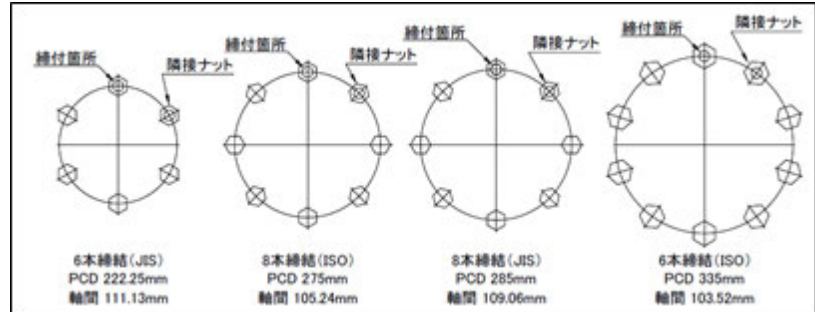 締付箇所
隣接ナット
締付箇所
隣接ナット
締付箇所
隣接ナット
締付箇所
隣接ナット
6本締結(JIS)
PCD 222.25mm
軸間 111.13mm
8本締結(ISO)
PCD 275mm
軸間 105.24mm
8本締結(JIS)
PCD 285mm
軸間 109.06mm
6本締結(ISO)
PCD 335mm
軸間 103.52mm